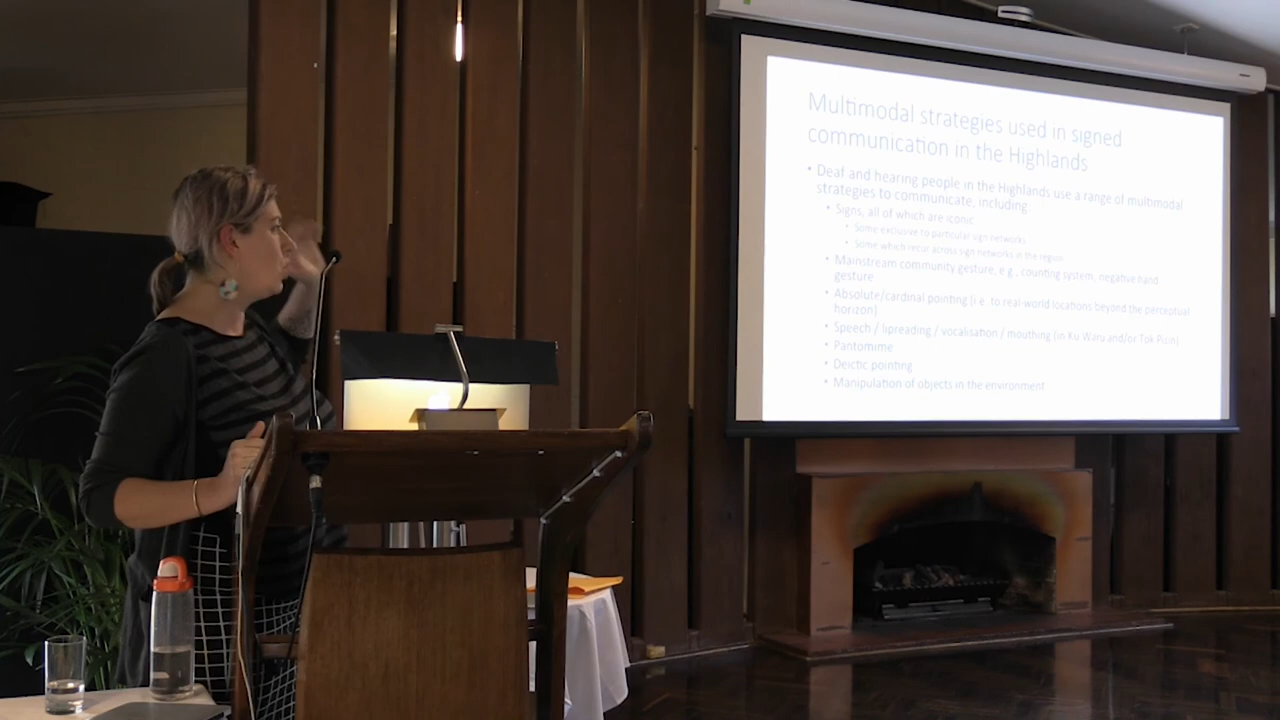 Multimodal strategies used in signed
communication in the Highlands
• Deaf and hearing people in the Highlands use a range of multimodal
strategies to communicate, including
• Signs, all of which are iconic
• Some exclusive to particular sign networks
• Some which recur across sign networks in the region
• Mainstream community gesture, e.g., counting system, negative hand
gesture
• Absolute/cardinal pointing (i.e. to real-world locations beyond the perceptual
horizon)
• Speech / lipreading / vocalisation / mouthing (in Ku Waru and/or Tok Pisin)
• Pantomime
• Deictic pointing
• Manipulation of objects in the environment